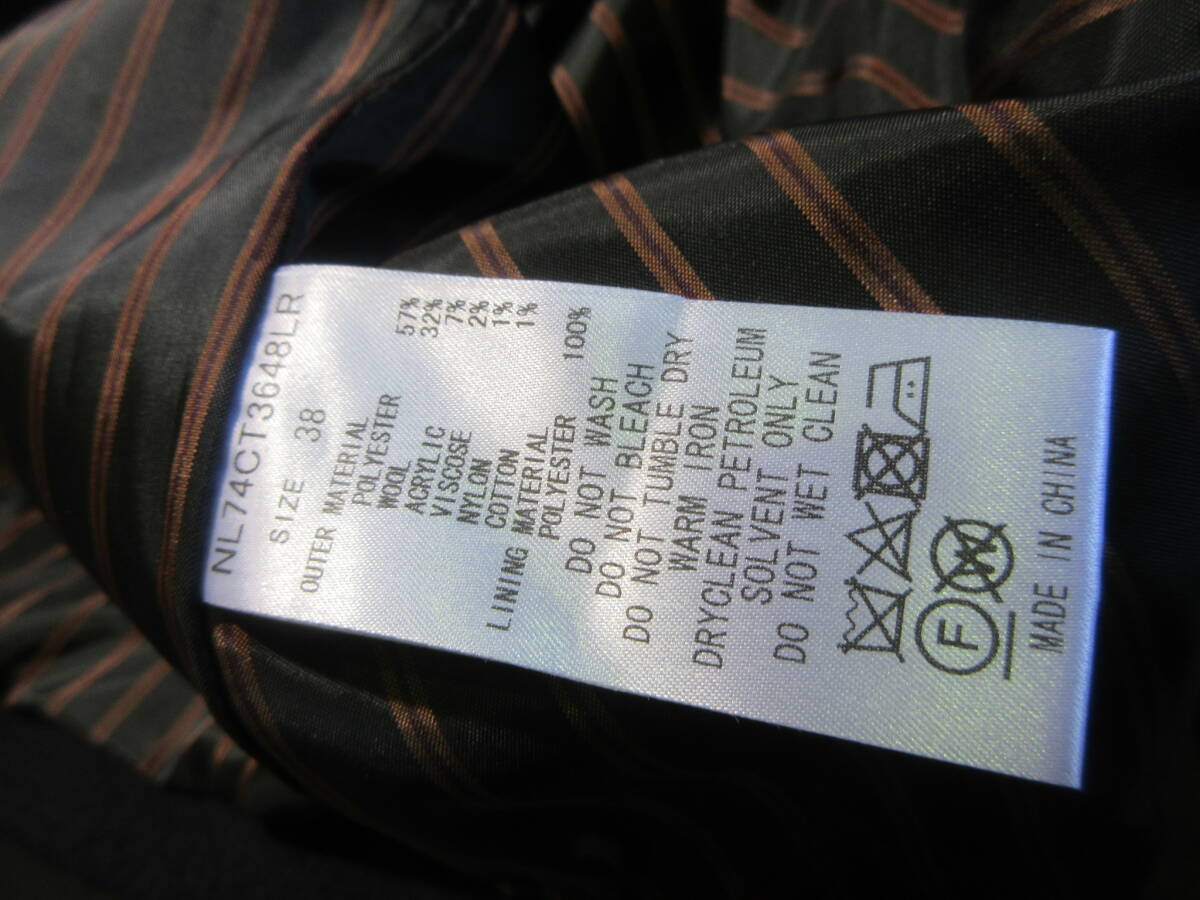 NL74CT3648LR
SIZE 38
OUTER MATERIAL
POLYESTER 57%
WOOL 32%
ACRYLIC 7%
VISCOSE 2%
NYLON 1%
COTTON 1%
LINING MATERIAL
POLYESTER 100%
DO NOT WASH
DO NOT BLEACH
DO NOT TUMBLE DRY
WARM IRON
DRYCLEAN PETROLEUM
SOLVENT ONLY
DO NOT WET CLEAN
F W
MADE IN CHINA